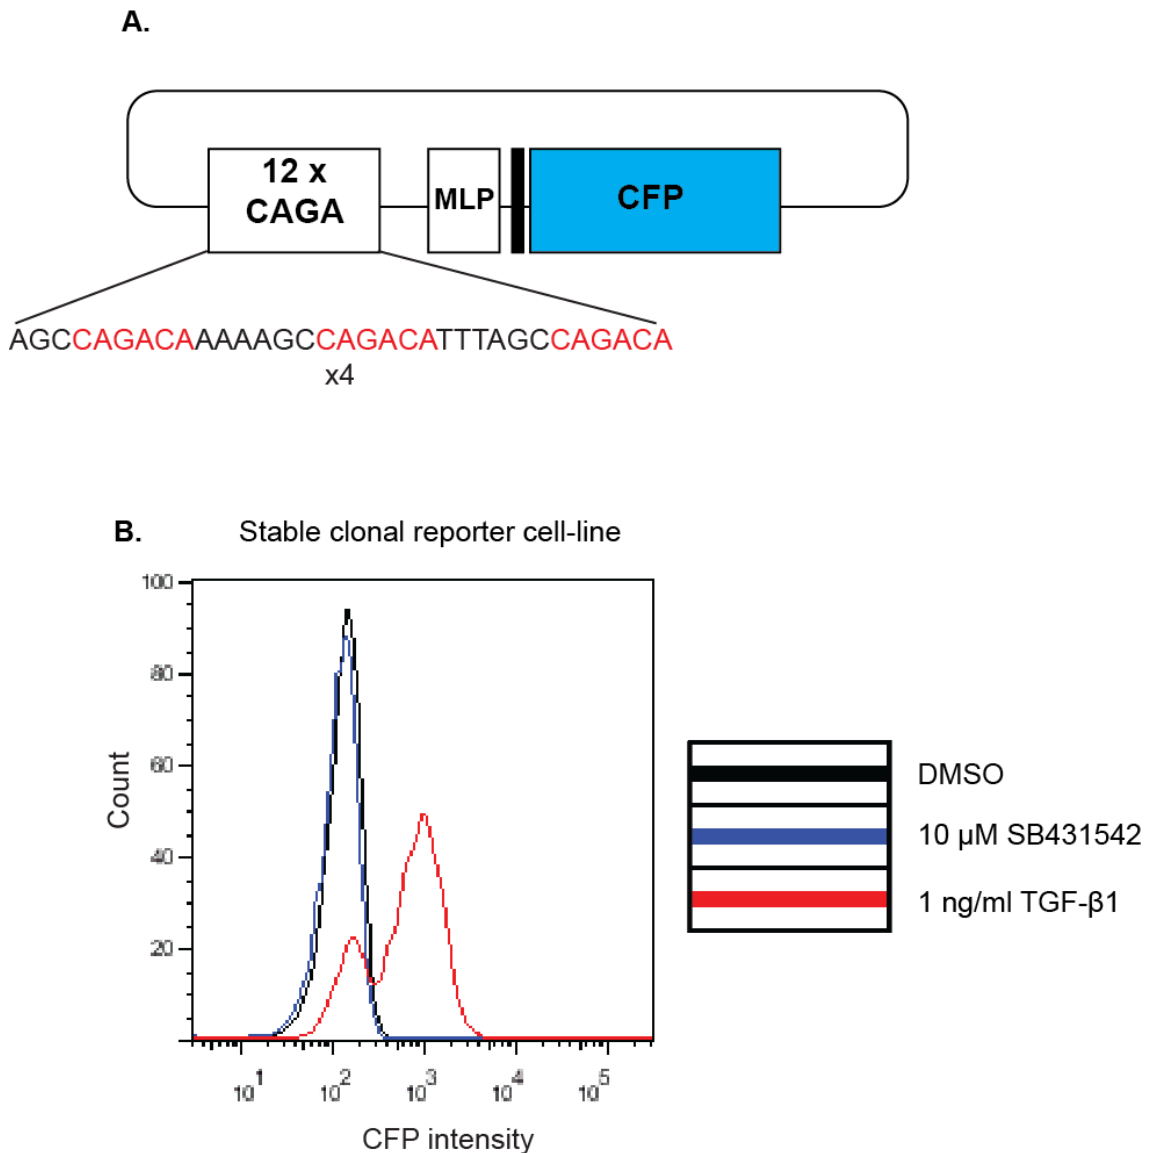 A.
12 x
CAGA
MLP
CFP
AGCCAGACAAAAAGCCAGACATTTAGCCAGACA
x4
B.
Stable clonal reporter cell-line
100
80
60
40
20
Count
10^1 10^2 10^3 10^4 10^5
CFP intensity
DMSO
10 µM SB431542
1 ng/ml TGF-β1